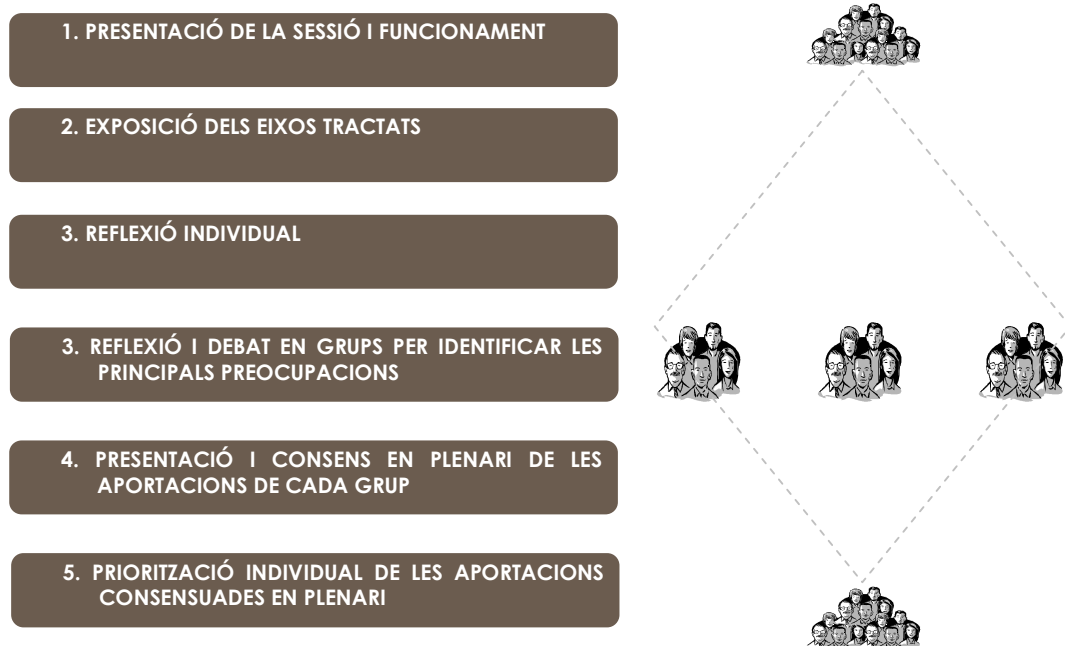 1. PRESENTACIÓ DE LA SESSIÓ I FUNCIONAMENT
2. EXPOSICIÓ DELS EIXOS TRACTATS
3. REFLEXIÓ INDIVIDUAL
3. REFLEXIÓ I DEBAT EN GRUPS PER IDENTIFICAR LES
PRINCIPALS PREOCUPACIONS
4. PRESENTACIÓ I CONSENS EN PLENARI DE LES
APORTACIONS DE CADA GRUP
5. PRIORITZACIÓ INDIVIDUAL DE LES APORTACIONS
CONSENSUADES EN PLENARI